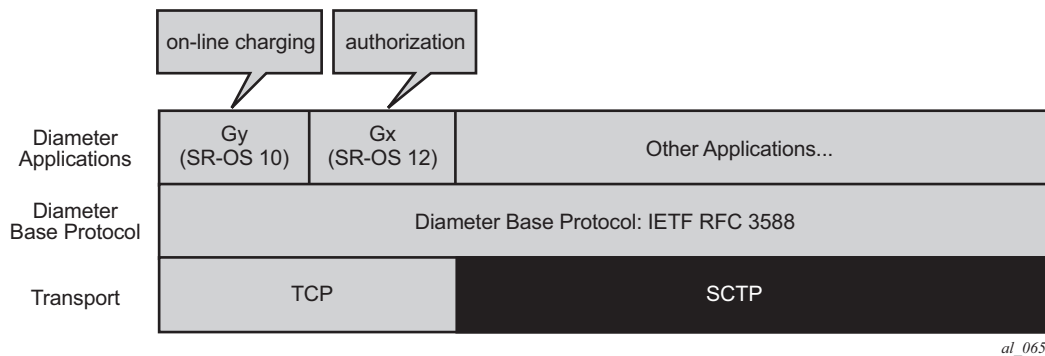 on-line charging
authorization
Diameter
Applications
Gy
(SR-OS 10)
Gx
(SR-OS 12)
Other Applications...
Diameter
Base Protocol
Diameter Base Protocol: IETF RFC 3588
Transport
TCP
SCTP
al_065